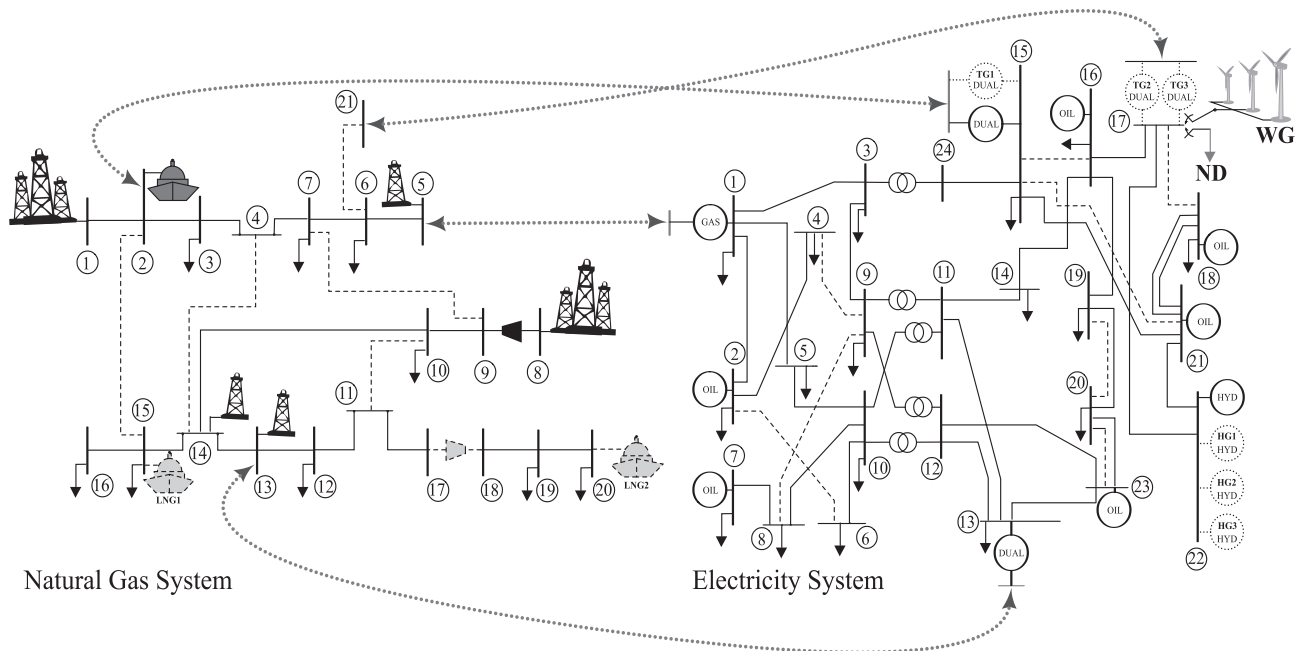 21
7
6
5
4
1
2
3
10
9
8
11
15
14
16
LNG1
13
12
17
18
19
20
LNG2
Natural Gas System
15
TG1
DUAL
DUAL
16
OIL
TG2
DUAL
TG3
DUAL
17
WG
ND
3
24
1
GAS
4
9
11
14
19
OIL
18
OIL
21
2
OIL
5
20
HYD
HG1
HYD
HG2
HYD
HG3
HYD
22
7
OIL
10
12
23
OIL
8
6
13
DUAL
Electricity System